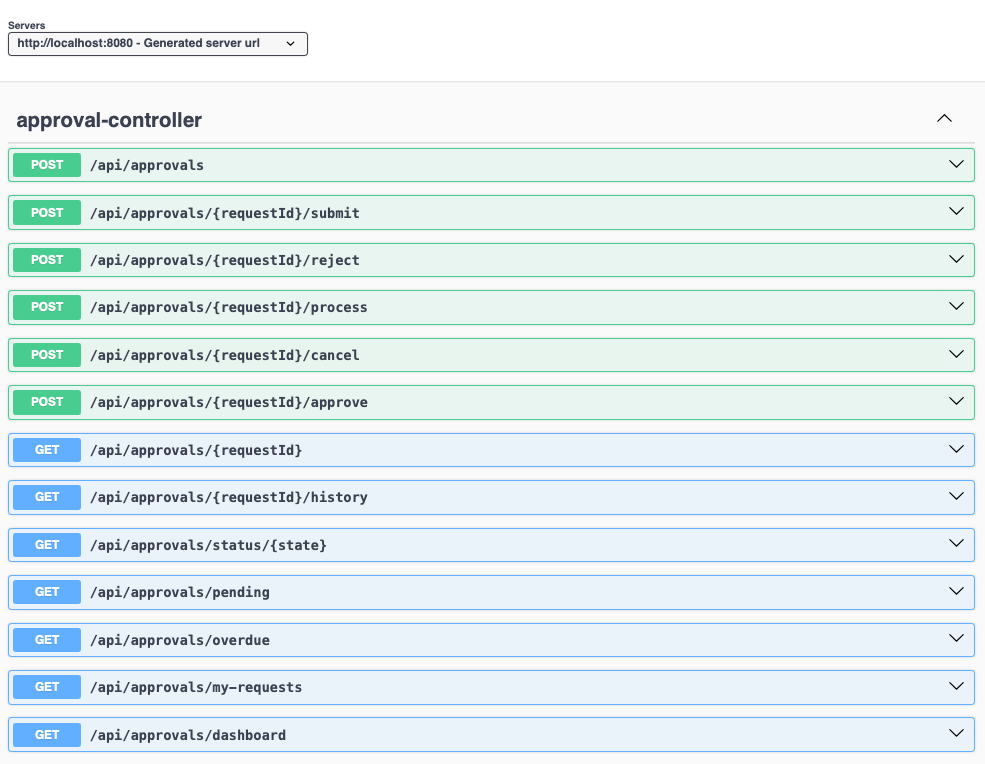 Servers
http://localhost:8080 - Generated server url
approval-controller
POST /api/approvals
POST /api/approvals/{requestId}/submit
POST /api/approvals/{requestId}/reject
POST /api/approvals/{requestId}/process
POST /api/approvals/{requestId}/cancel
POST /api/approvals/{requestId}/approve
GET /api/approvals/{requestId}
GET /api/approvals/{requestId}/history
GET /api/approvals/status/{state}
GET /api/approvals/pending
GET /api/approvals/overdue
GET /api/approvals/my-requests
GET /api/approvals/dashboard